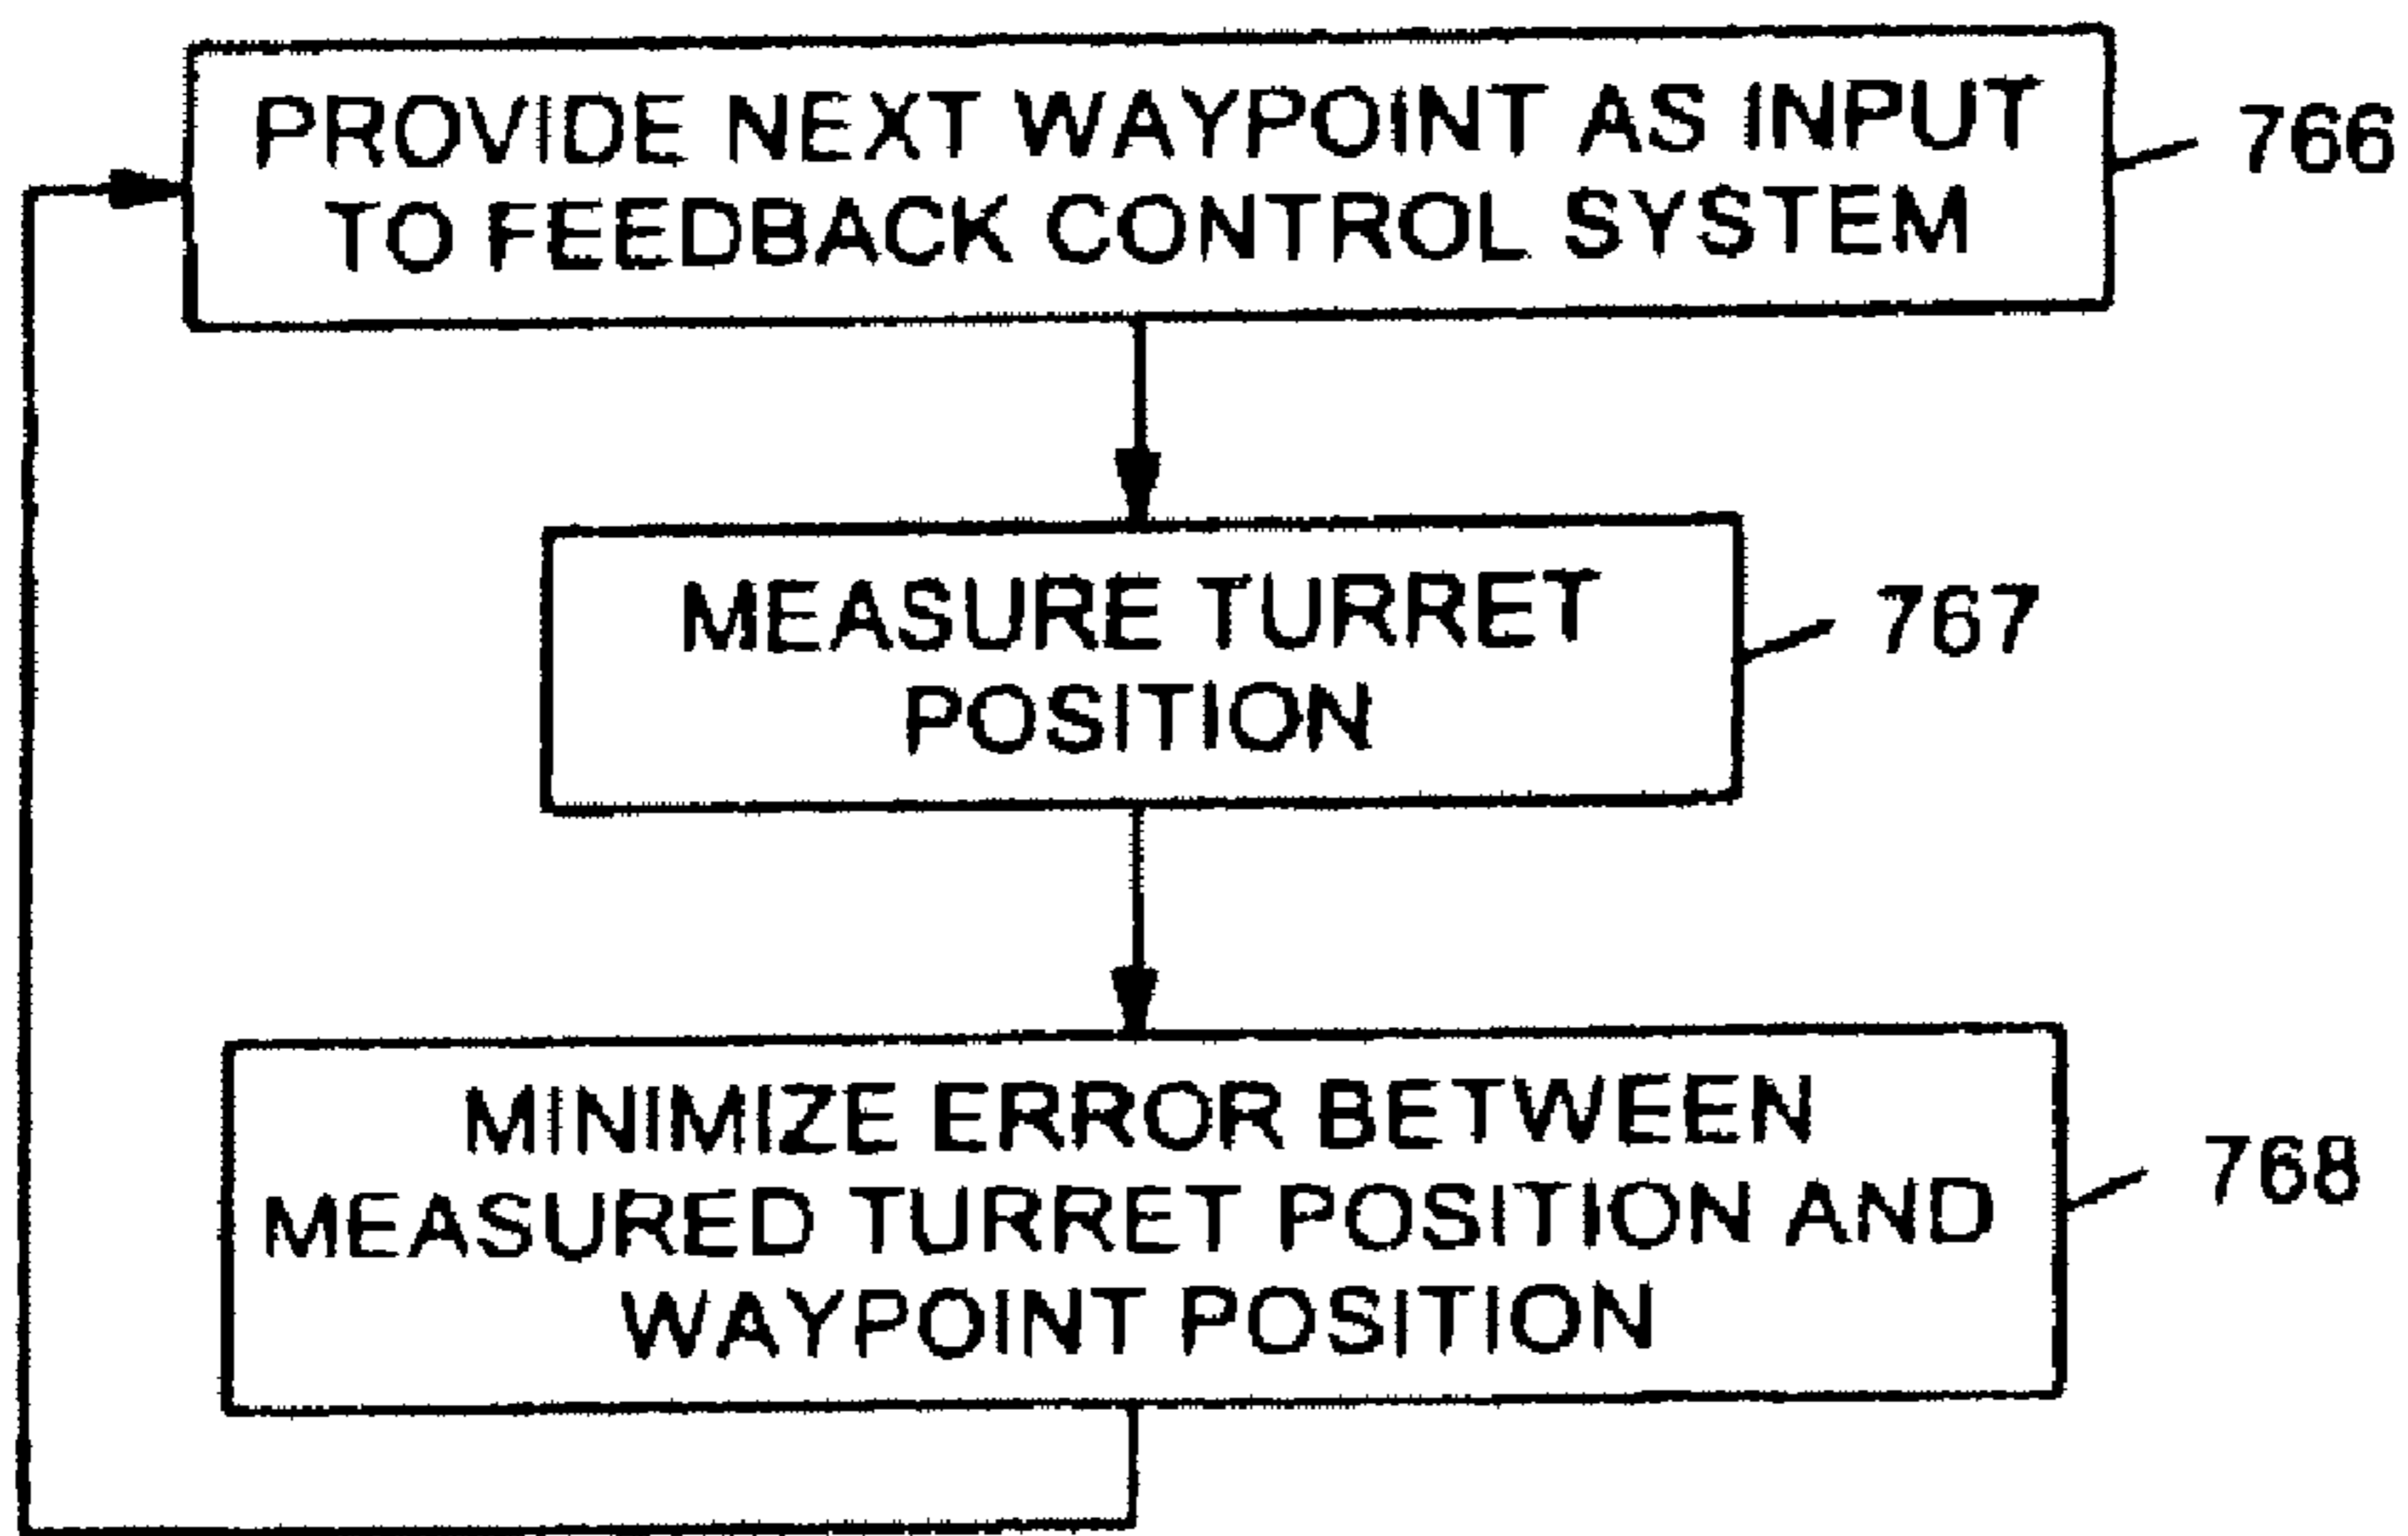 PROVIDE NEXT WAYPOINT AS INPUT
TO FEEDBACK CONTROL SYSTEM
766
MEASURE TURRET
POSITION
767
MINIMIZE ERROR BETWEEN
MEASURED TURRET POSITION AND
WAYPOINT POSITION
768